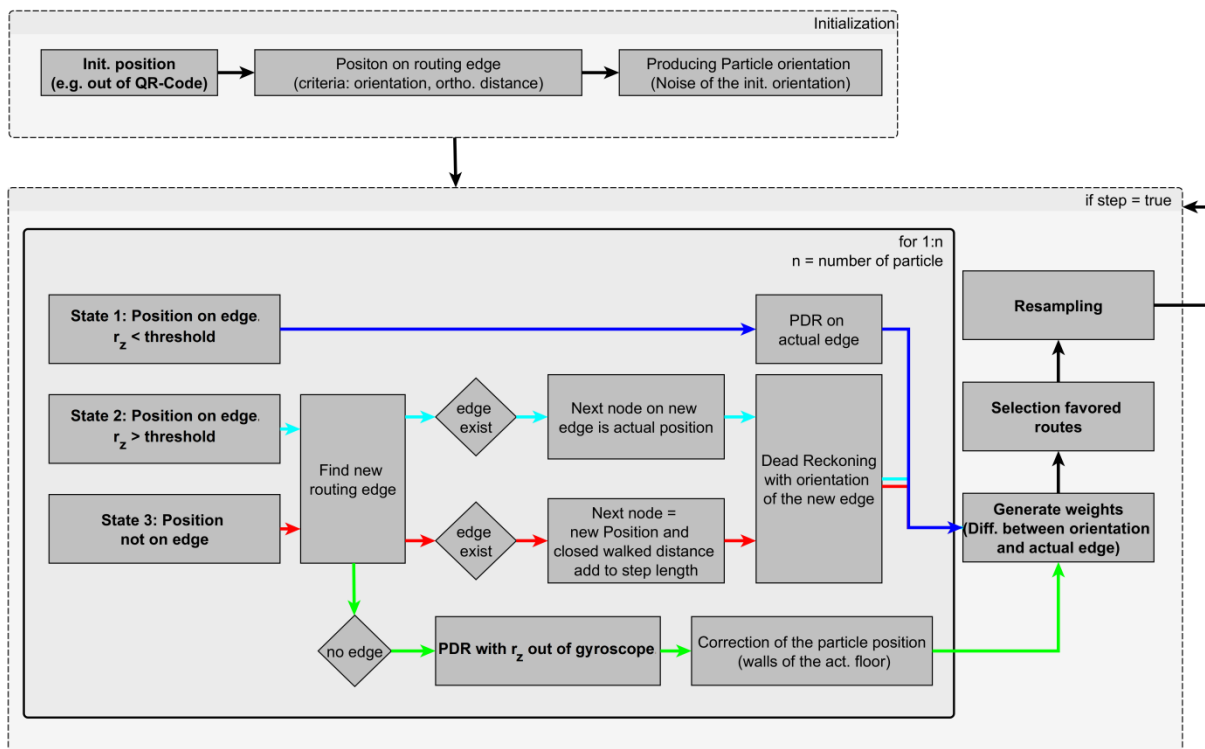 Initialization
Init. position
(e.g. out of QR-Code)
Positon on routing edge
(criteria: orientation, ortho. distance)
Producing Particle orientation
(Noise of the init. orientation)
if step = true
for 1:n
n = number of particle
State 1: Position on edge.
r_z < threshold
PDR on
actual edge
Resampling
State 2: Position on edge.
r_z > threshold
Find new
routing edge
edge
exist
Next node on new
edge is actual position
Dead Reckoning
with orientation
of the new edge
Selection favored
routes
State 3: Position
not on edge
edge
exist
Next node =
new Position and
closed walked distance
add to step length
Generate weights
(Diff. between orientation
and actual edge)
no edge
PDR with r_z out of gyroscope.
Correction of the particle position
(walls of the act. floor)